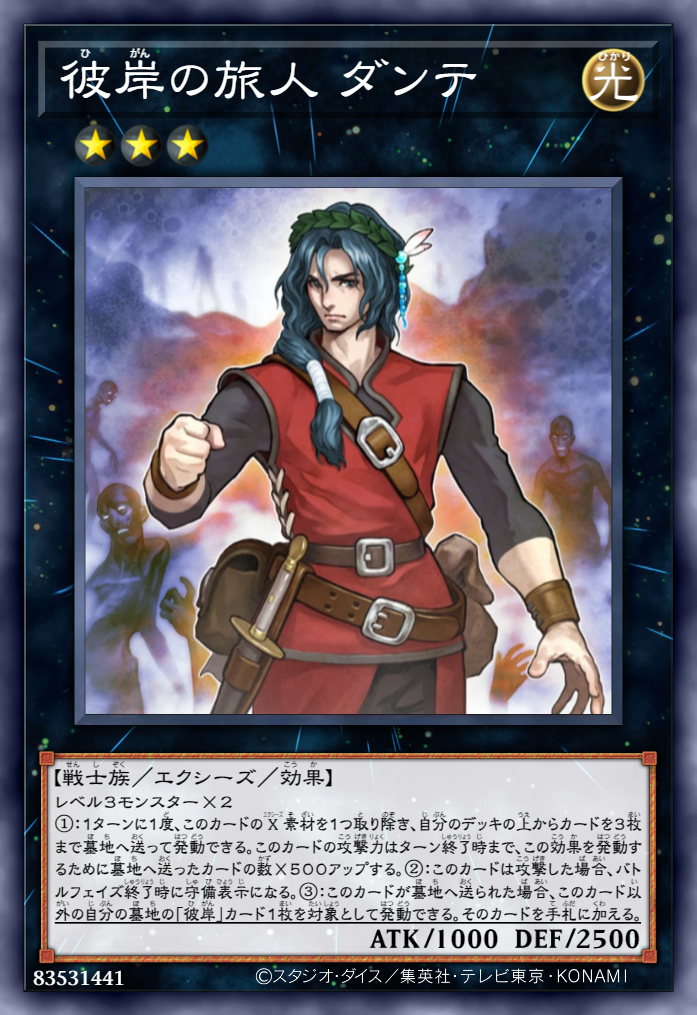 彼岸の旅人 ダンテ
光
【戦士族／エクシーズ／効果】
レベル3モンスター×2
①：1ターンに1度、このカードのX素材を1つ取り除き、自分のデッキの上からカードを3枚
まで墓地へ送って発動できる。このカードの攻撃力はターン終了時まで、この効果を発動す
るために墓地へ送ったカードの数×500アップする。②：このカードは攻撃した場合、バト
ルフェイズ終了時に守備表示になる。③：このカードが墓地へ送られた場合、このカード以
外の自分の墓地の「彼岸」カード1枚を対象として発動できる。そのカードを手札に加える。
ATK/1000 DEF/2500
83531441 ©スタジオ・ダイス／集英社・テレビ東京・KONAMI